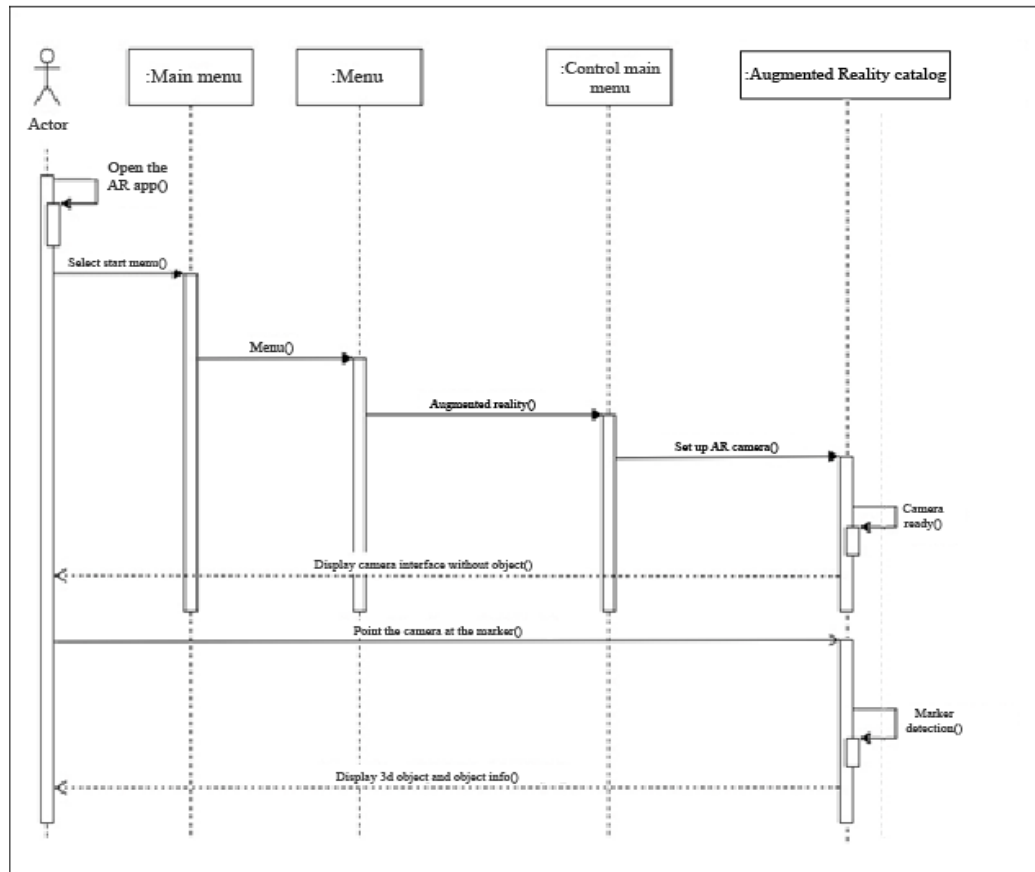 :Main menu
:Menu
:Control main
menu
:Augmented Reality catalog
Actor
Open the
AR app()
Select start menu()
Menu()
Augmented reality()
Set up AR camera()
Camera
ready()
Display camera interface without object()
Point the camera at the marker()
Marker
detection()
Display 3d object and object info()